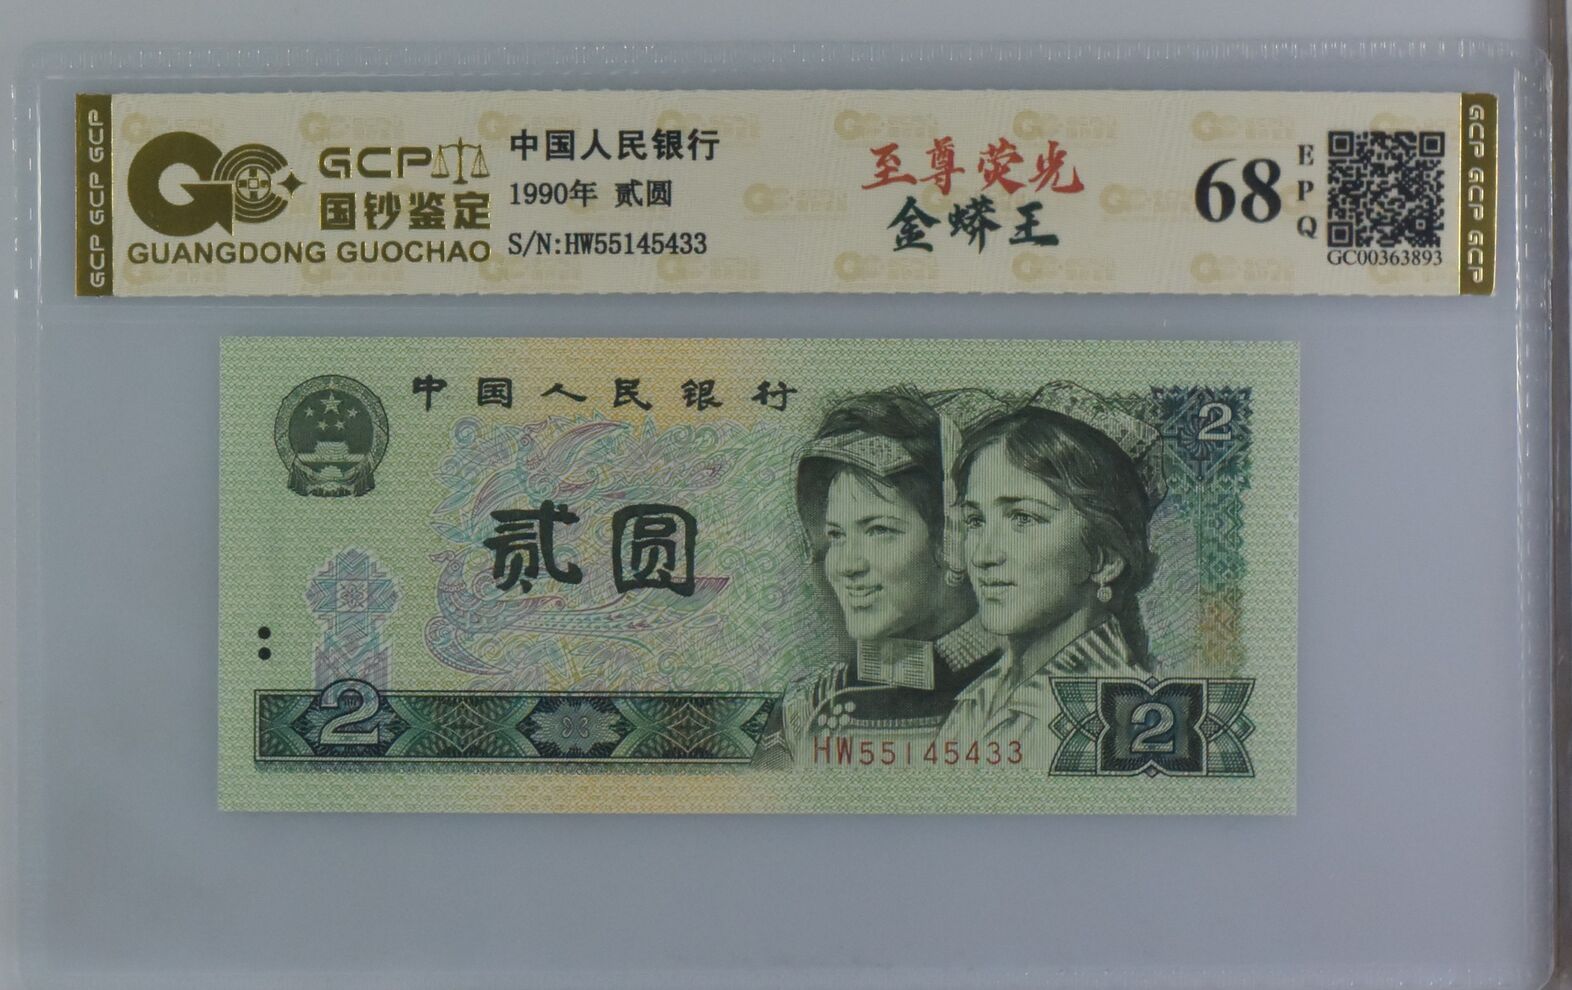 GCP GCP GCP
GCP
国钞鉴定
GUANGDONG GUOCHAO
中国人民银行
1990年 贰圆
S/N:HW55145433
至尊荧光
金蟒王
68
EPQ
GC00363893
GCP GCP GCP
中国人民银行
2
贰圆
2
2
HW55145433